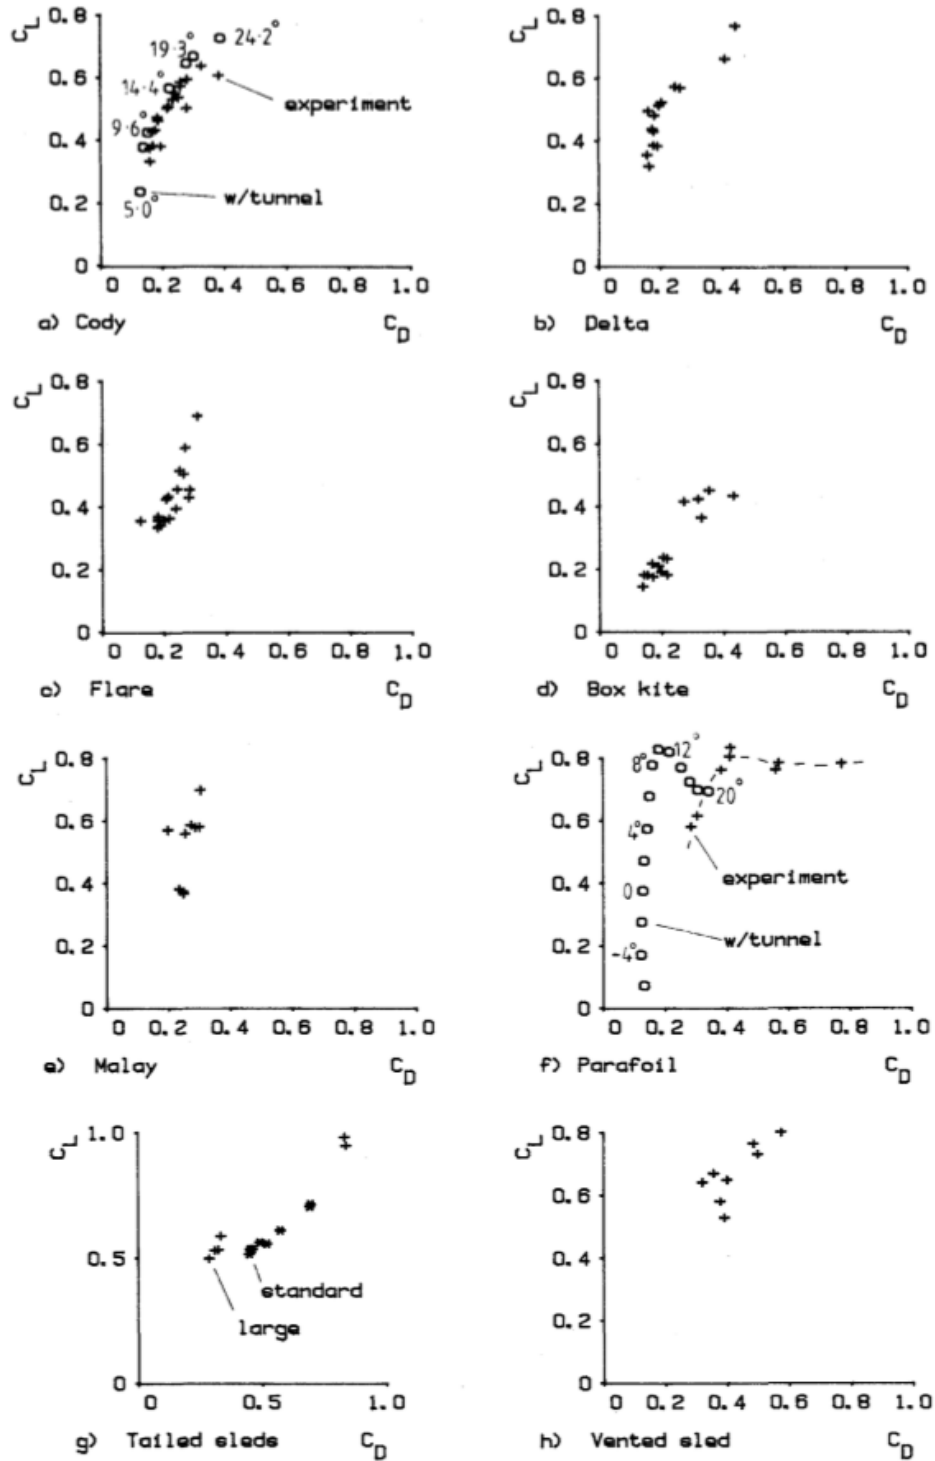 C_L 0.8
24.2°
19.3°
0.6
14.4°
experiment
9.6°
0.4
0.2
5.0°
w/tunnel
0
0 0.2 0.4 0.6 0.8 1.0
a) Cody C_D
C_L 0.8
0.6
0.4
0.2
0
0 0.2 0.4 0.6 0.8 1.0
b) Delta C_D
C_L 0.8
0.6
0.4
0.2
0
0 0.2 0.4 0.6 0.8 1.0
c) Flare C_D
C_L 0.8
0.6
0.4
0.2
0
0 0.2 0.4 0.6 0.8 1.0
d) Box kite C_D
C_L 0.8
0.6
0.4
0.2
0
0 0.2 0.4 0.6 0.8 1.0
e) Malay C_D
C_L 0.8
8° 12°
20°
0.6
4°
experiment
0.4
0
0.2
w/tunnel
-4°
0
0 0.2 0.4 0.6 0.8 1.0
f) Parafoil C_D
C_L 1.0
0.5
standard
large
0
0 0.5 1.0
g) Tailed sleds C_D
C_L 0.8
0.6
0.4
0.2
0
0 0.2 0.4 0.6 0.8 1.0
h) Vented sled C_D